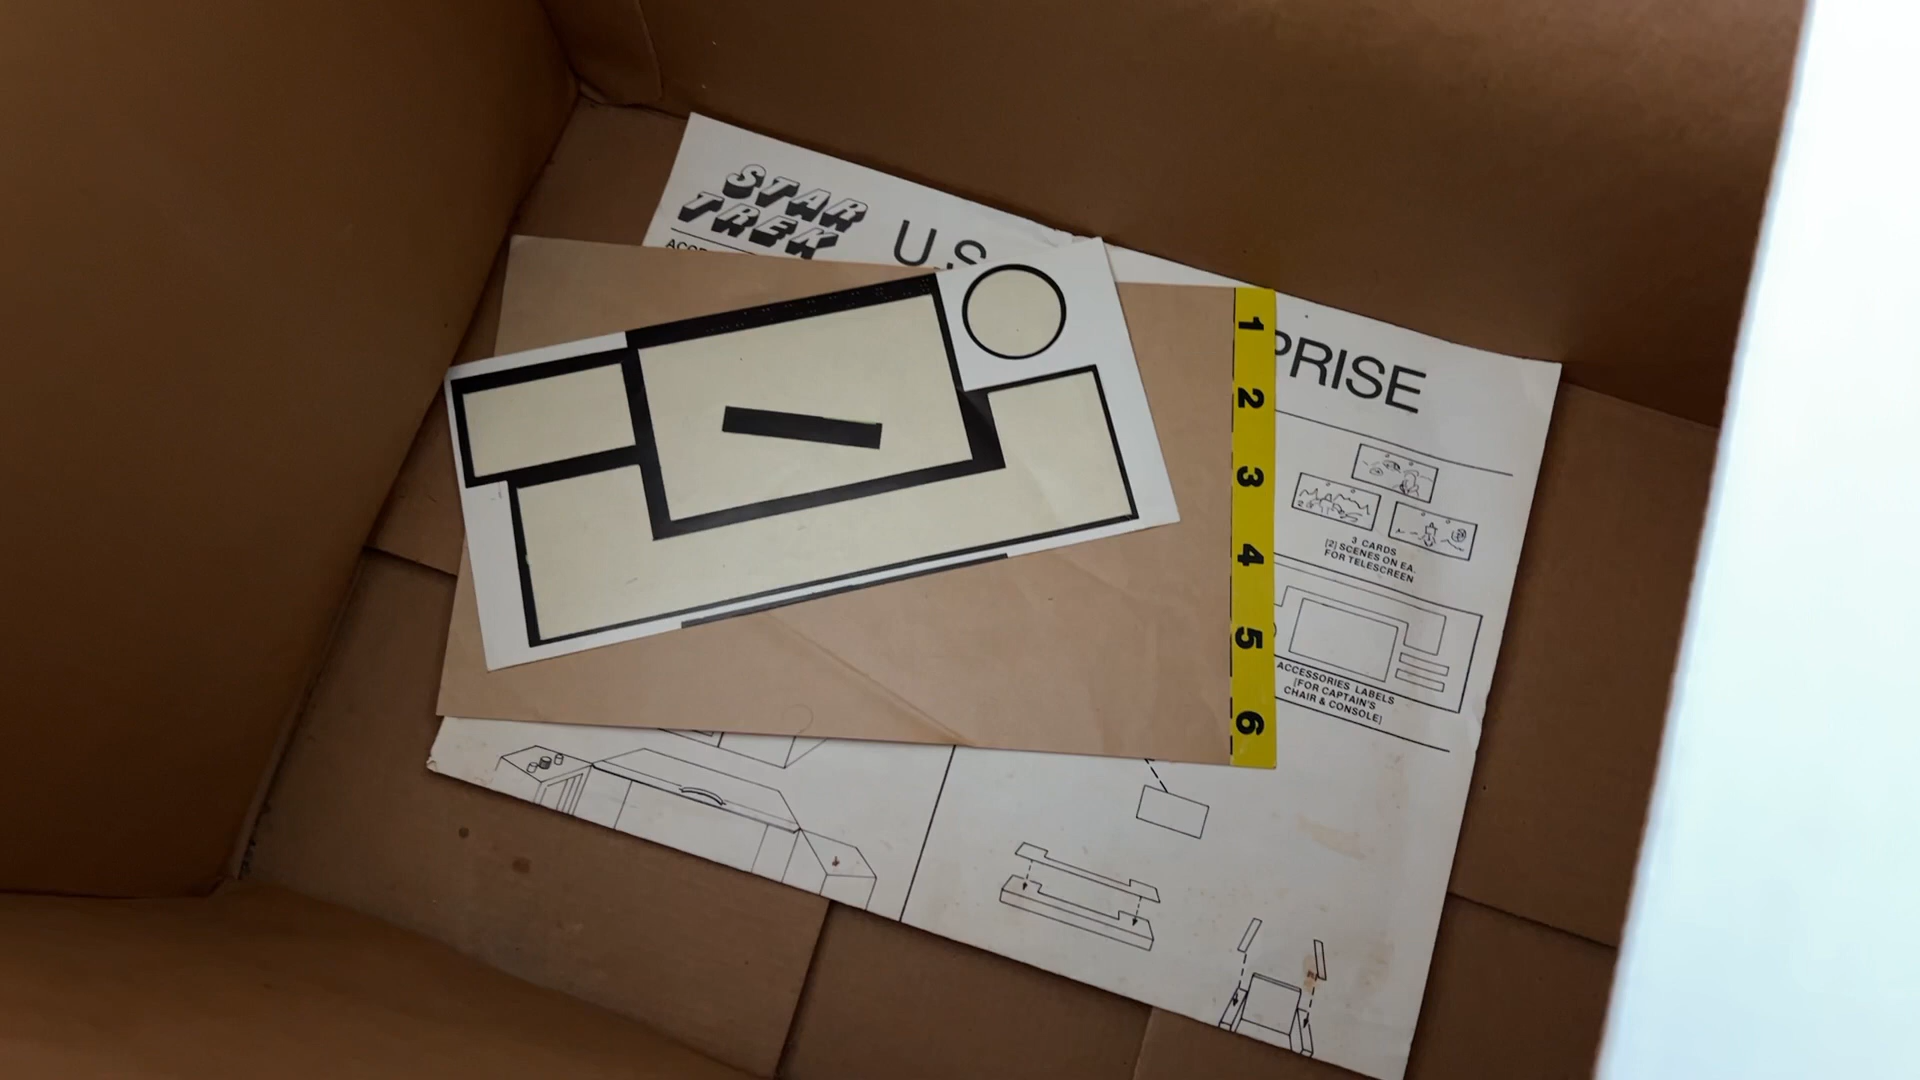 STAR
TREK
U.S
PRISE
1
2
3
4
5
6
3 CARDS
[2] SCENES ON EA.
FOR TELESCREEN
ACCESSORIES LABELS
[FOR CAPTAIN'S
CHAIR & CONSOLE]